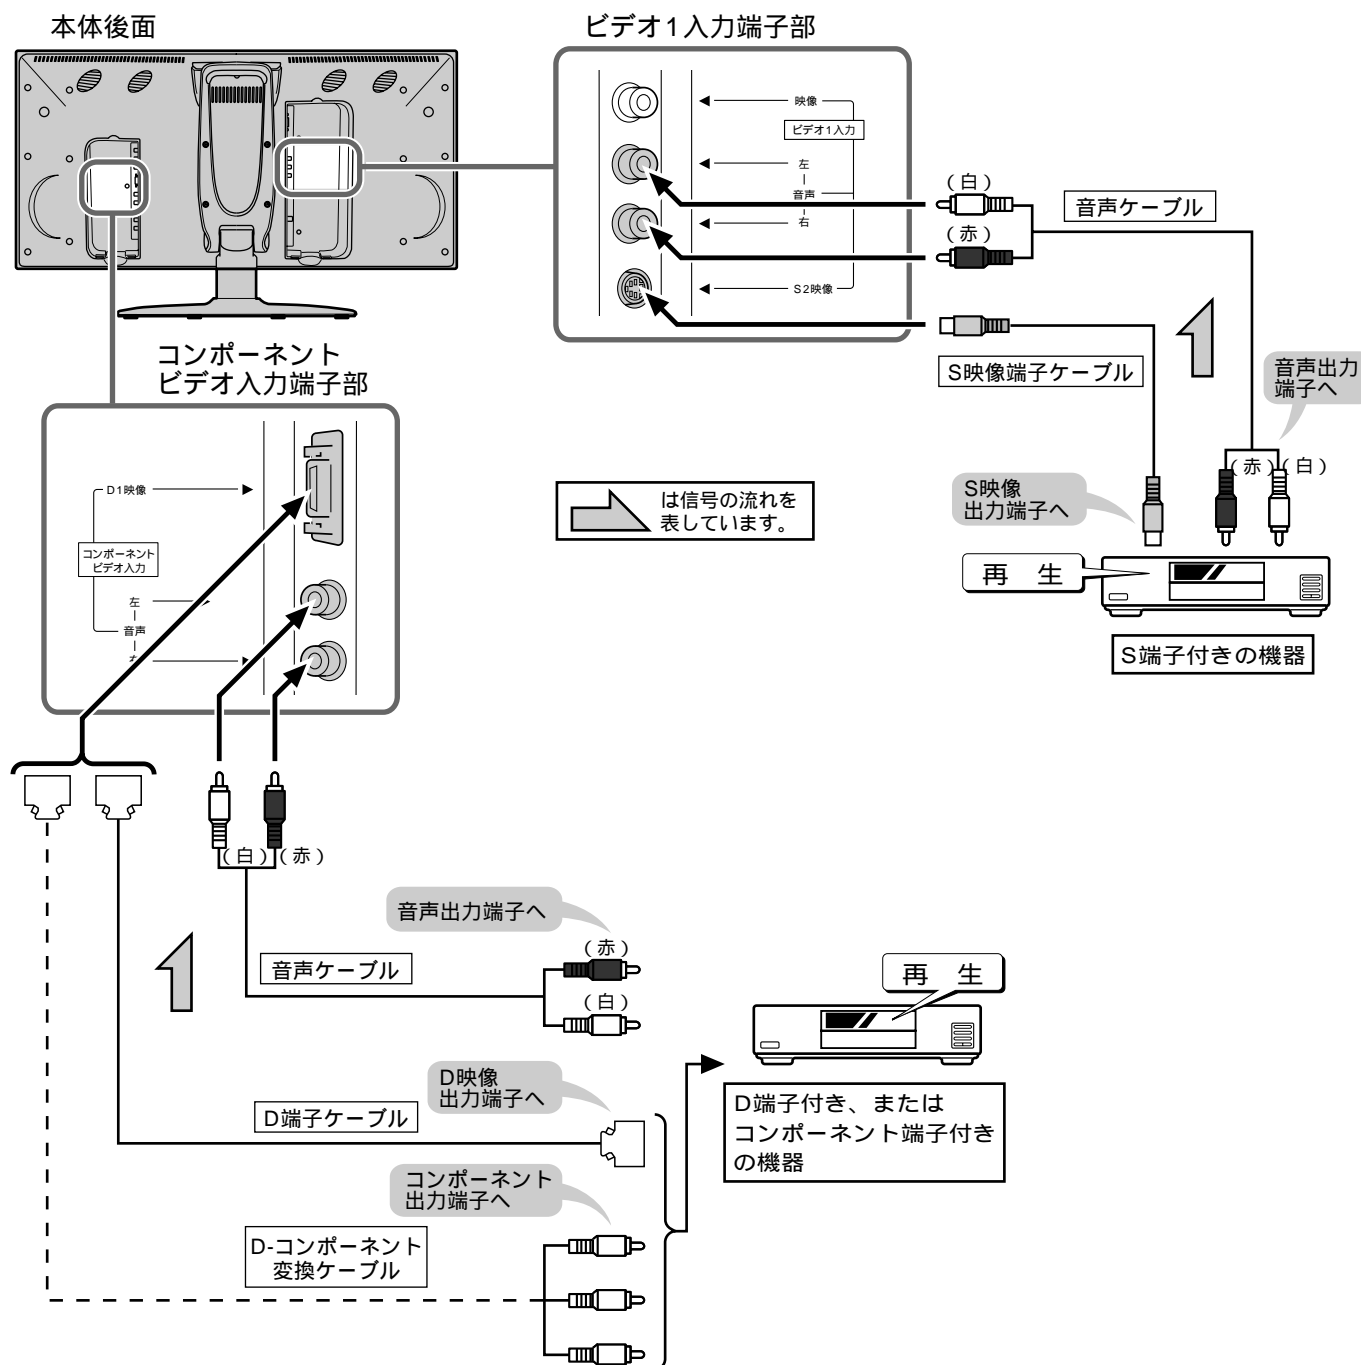 本体後面
ビデオ1入力端子部
映像
ビデオ1入力
左
音声
右
S2映像
(白)
(赤)
音声ケーブル
S映像端子ケーブル
音声出力
端子へ
(赤)(白)
S映像
出力端子へ
再 生
S端子付きの機器
は信号の流れを
表しています。
コンポーネント
ビデオ入力端子部
D1映像
コンポーネント
ビデオ入力
左
音声
(白)(赤)
音声出力端子へ
音声ケーブル
(赤)
(白)
再 生
D映像
出力端子へ
D端子ケーブル
D端子付き、または
コンポーネント端子付き
の機器
コンポーネント
出力端子へ
D-コンポーネント
変換ケーブル